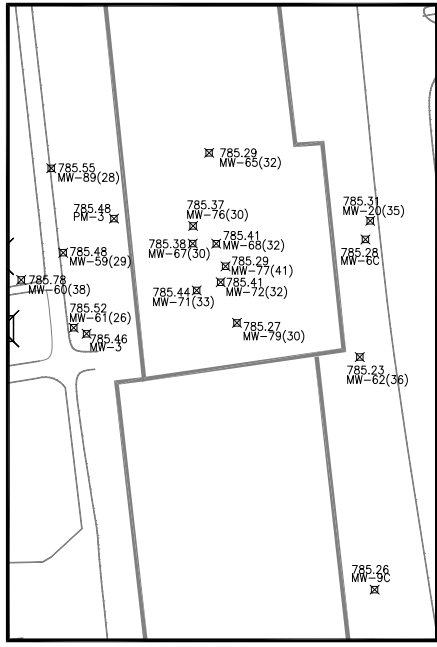 785.29
MW-65(32)
785.55
MW-89(28)
785.48
PM-3
785.37
MW-76(30)
785.31
MW-20(35)
785.38
MW-67(30)
785.41
MW-68(32)
785.28
MW-6C
785.48
MW-59(29)
785.29
MW-77(41)
785.78
MW-60(38)
785.44
MW-71(33)
785.41
MW-72(32)
785.52
MW-61(26)
785.46
MW-3
785.27
MW-79(30)
785.23
MW-62(36)
785.26
MW-9C